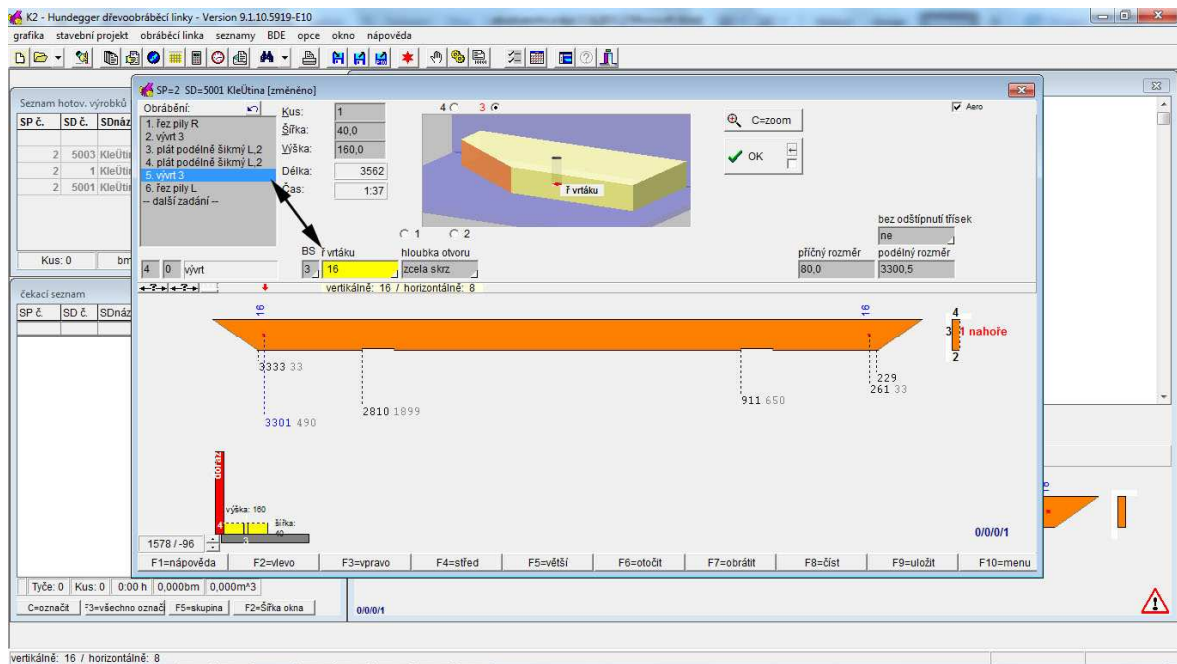 K2 - Hundegger dřevoobráběcí linky - Version 9.1.10.5919-E10
grafika stavební projekt obráběcí linka seznamy BDE opce okno nápověda
SP=2 SD=5001 KleÜtina [změněno]
Seznam hotov. výrobků
SP č. SD č. SDnáz
2 5003 KleÜtin
2 1 KleÜtin
2 5001 KleÜtin
Kus: 0 bm
čekací seznam
SP č. SD č. SDnáz
Obrábění:
1. řez pily R
2. vývrt 3
3. plát podélně šikmý L,2
4. plát podélně šikmý L,2
5. vývrt 3
6. řez pily L
-- další zadání --
Kus: 1
Šířka: 40,0
Výška: 160,0
Délka: 3562
Čas: 1:37
4 3
ř vrtáku
1 2
C=zoom
OK
Aero
bez odštípnutí třísek
ne
příčný rozměr podélný rozměr
80,0 3300,5
BS ř vrtáku hloubka otvoru
4 0 vývrt 3 16 zcela skrz
vertikálně: 16 / horizontálně: 8
16 16
4
3 1 nahoře
2
3333 33
3301 490
2810 1899
911 650
229
261 33
doraz
výška: 160
šířka:
40
4
3
1578 / -96
0/0/0/1
F1=nápověda F2=vlevo F3=vpravo F4=střed F5=větší F6=otočit F7=obrátit F8=číst F9=uložit F10=menu
Tyče: 0 Kus: 0 0:00 h 0,000bm 0,000m^3
C=označit F3=všechno označ F5=skupina F2=Šířka okna
0/0/0/1
16
vertikálně: 16 / horizontálně: 8